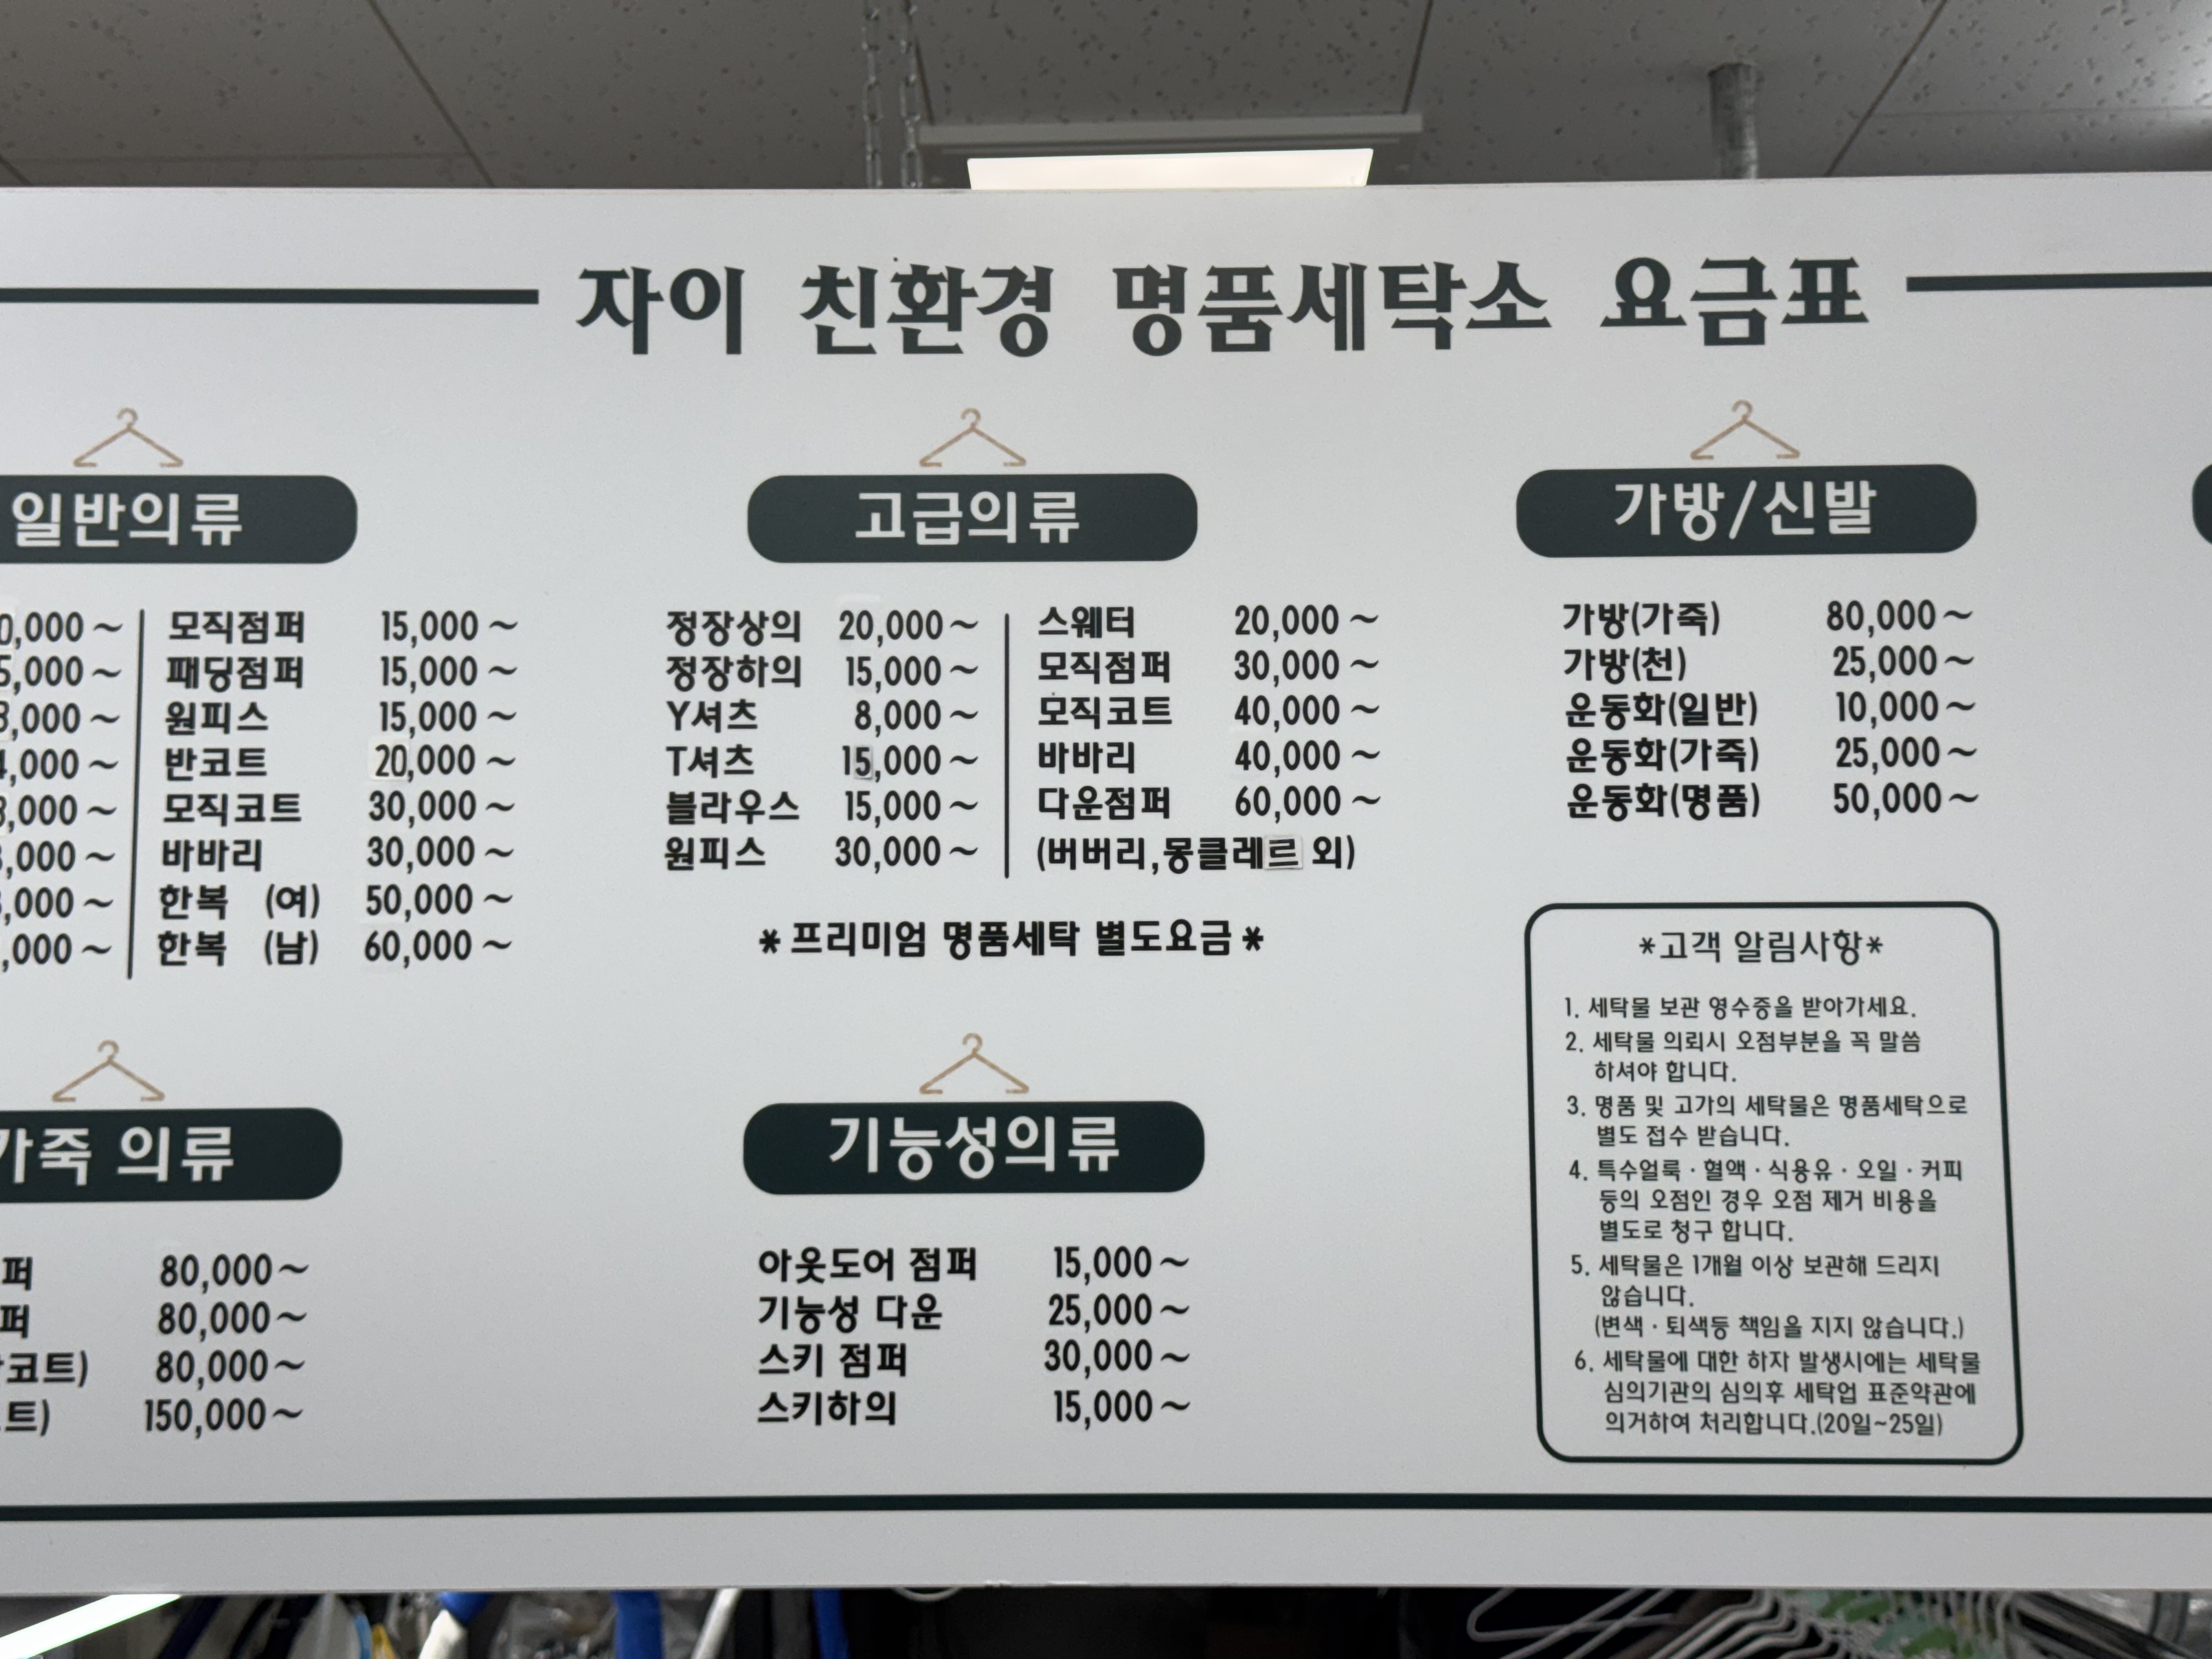 자이 친환경 명품세탁소 요금표
일반의류
,000~
,000~
,000~
,000~
,000~
,000~
,000~
,000~
모직점퍼 15,000~
패딩점퍼 15,000~
원피스 15,000~
반코트 20,000~
모직코트 30,000~
바바리 30,000~
한복 (여) 50,000~
한복 (남) 60,000~
고급의류
정장상의 20,000~
정장하의 15,000~
Y셔츠 8,000~
T셔츠 15,000~
블라우스 15,000~
원피스 30,000~
스웨터 20,000~
모직점퍼 30,000~
모직코트 40,000~
바바리 40,000~
다운점퍼 60,000~
(버버리,몽클레르 외)
*프리미엄 명품세탁 별도요금*
가방/신발
가방(가죽) 80,000~
가방(천) 25,000~
운동화(일반) 10,000~
운동화(가죽) 25,000~
운동화(명품) 50,000~
가죽 의류
퍼 80,000~
퍼 80,000~
코트) 80,000~
트) 150,000~
기능성의류
아웃도어 점퍼 15,000~
기능성 다운 25,000~
스키 점퍼 30,000~
스키하의 15,000~
*고객 알림사항*
1. 세탁물 보관 영수증을 받아가세요.
2. 세탁물 의뢰시 오점부분을 꼭 말씀
하셔야 합니다.
3. 명품 및 고가의 세탁물은 명품세탁으로
별도 접수 받습니다.
4. 특수얼룩·혈액·식용유·오일·커피
등의 오점인 경우 오점 제거 비용을
별도로 청구 합니다.
5. 세탁물은 1개월 이상 보관해 드리지
않습니다.
(변색·퇴색등 책임을 지지 않습니다.)
6. 세탁물에 대한 하자 발생시에는 세탁물
심의기관의 심의후 세탁업 표준약관에
의거하여 처리합니다.(20일~25일)